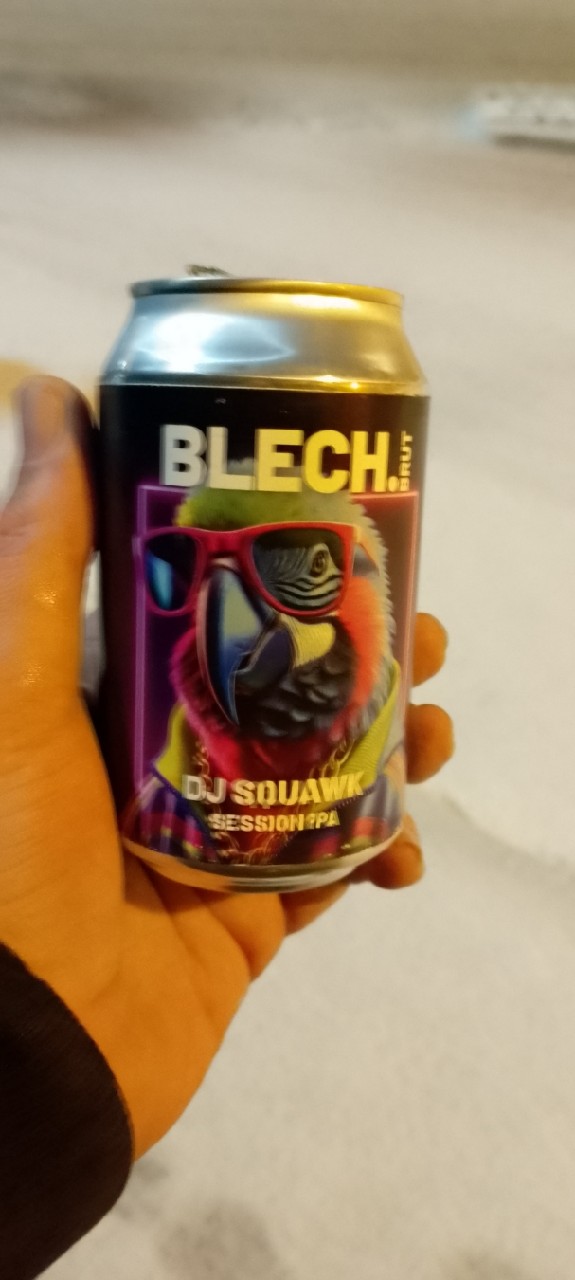 BLECH.
BRUT
DJ SQUAWK
SESSION IPA